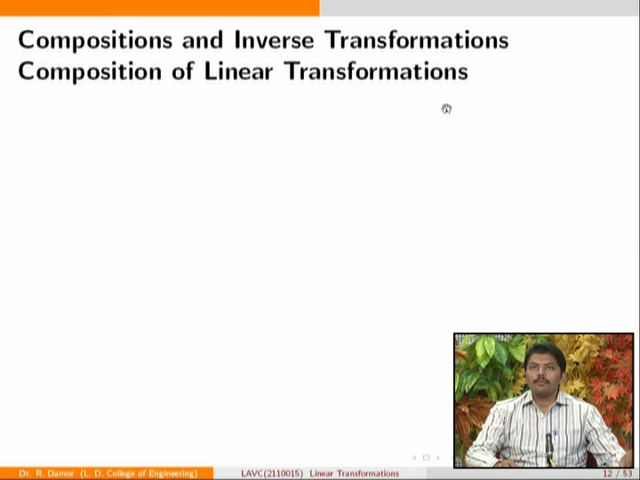 Compositions and Inverse Transformations
Composition of Linear Transformations
Dr. R. Damor (L. D. College of Engineering)
LAVC(2110015) Linear Transformations
12 / 53